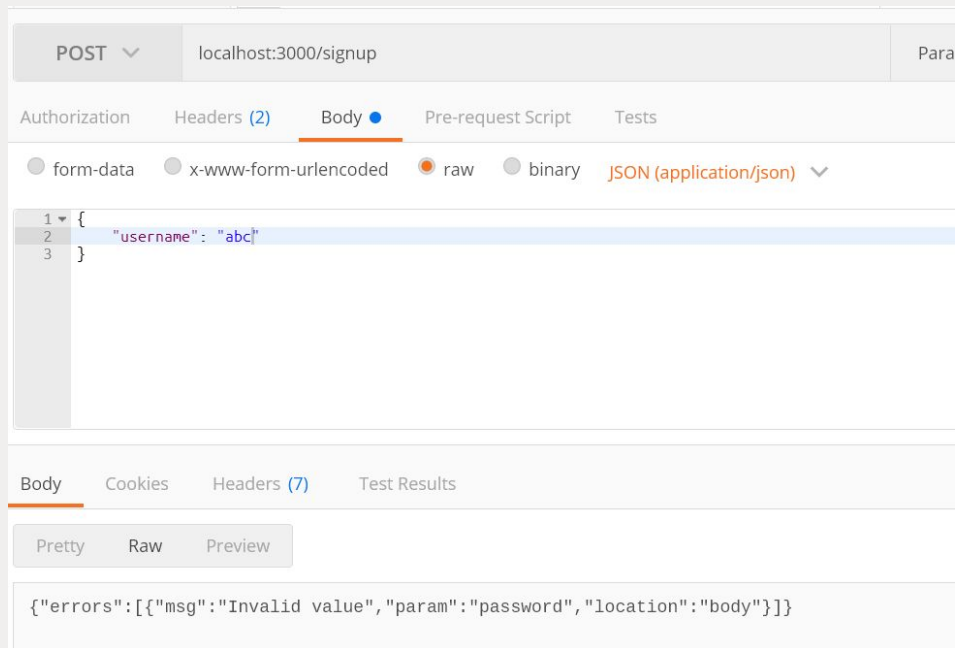 POST localhost:3000/signup Para
Authorization Headers (2) Body Pre-request Script Tests
form-data x-www-form-urlencoded raw binary JSON (application/json)
1 {
2 "username": "abc"
3 }
Body Cookies Headers (7) Test Results
Pretty Raw Preview
{"errors":[{"msg":"Invalid value","param":"password","location":"body"}]}